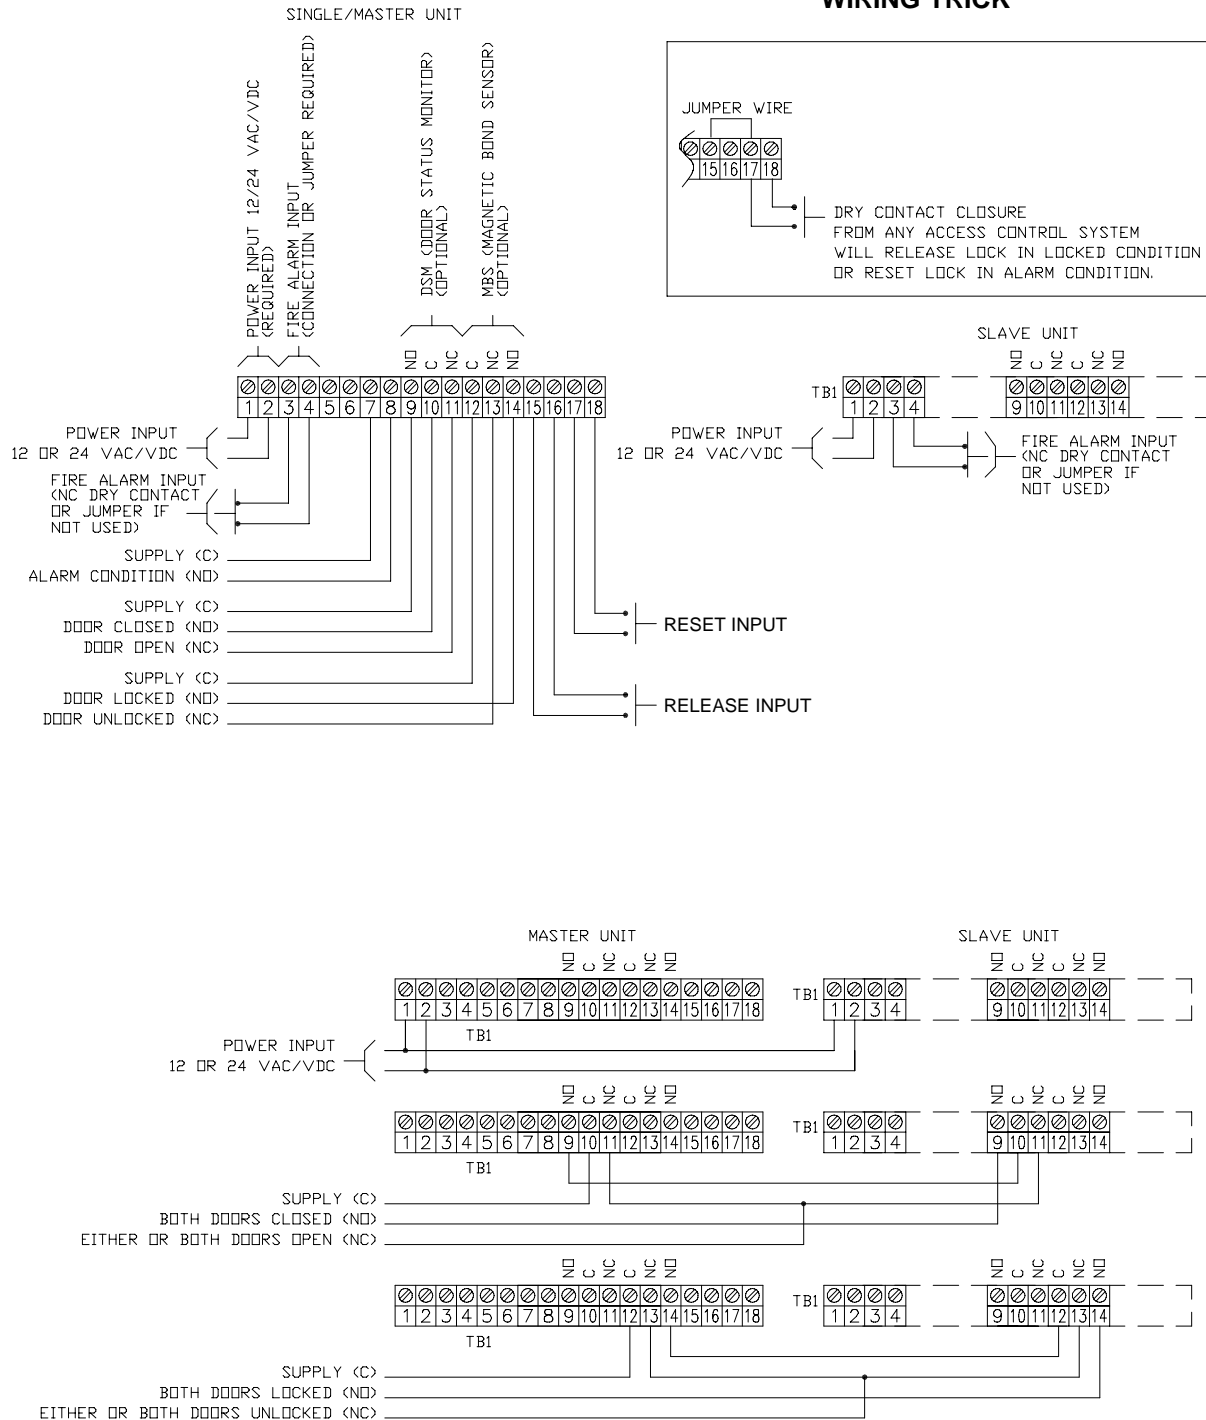 WIRING TRICK
SINGLE/MASTER UNIT
POWER INPUT 12/24 VAC/VDC
(REQUIRED)
FIRE ALARM INPUT
(CONNECTION OR JUMPER REQUIRED)
DSM (DOOR STATUS MONITOR)
(OPTIONAL)
MBS (MAGNETIC BOND SENSOR)
(OPTIONAL)
NO C NC C NC NO
1 2 3 4 5 6 7 8 9 10 11 12 13 14 15 16 17 18
POWER INPUT
12 OR 24 VAC/VDC
FIRE ALARM INPUT
(NC DRY CONTACT
OR JUMPER IF
NOT USED)
SUPPLY (C)
ALARM CONDITION (NO)
SUPPLY (C)
DOOR CLOSED (NO)
DOOR OPEN (NC)
SUPPLY (C)
DOOR LOCKED (NO)
DOOR UNLOCKED (NC)
RESET INPUT
RELEASE INPUT
JUMPER WIRE
15 16 17 18
DRY CONTACT CLOSURE
FROM ANY ACCESS CONTROL SYSTEM
WILL RELEASE LOCK IN LOCKED CONDITION
OR RESET LOCK IN ALARM CONDITION.
SLAVE UNIT
NO C NC C NC NO
TB1
1 2 3 4
9 10 11 12 13 14
POWER INPUT
12 OR 24 VAC/VDC
FIRE ALARM INPUT
(NC DRY CONTACT
OR JUMPER IF
NOT USED)
MASTER UNIT
SLAVE UNIT
NO C NC C NC NO
NO C NC C NC NO
1 2 3 4 5 6 7 8 9 10 11 12 13 14 15 16 17 18
TB1
TB1
1 2 3 4
9 10 11 12 13 14
POWER INPUT
12 OR 24 VAC/VDC
NO C NC C NC NO
NO C NC C NC NO
1 2 3 4 5 6 7 8 9 10 11 12 13 14 15 16 17 18
TB1
TB1
1 2 3 4
9 10 11 12 13 14
SUPPLY (C)
BOTH DOORS CLOSED (NO)
EITHER OR BOTH DOORS OPEN (NC)
NO C NC C NC NO
NO C NC C NC NO
1 2 3 4 5 6 7 8 9 10 11 12 13 14 15 16 17 18
TB1
TB1
1 2 3 4
9 10 11 12 13 14
SUPPLY (C)
BOTH DOORS LOCKED (NO)
EITHER OR BOTH DOORS UNLOCKED (NC)